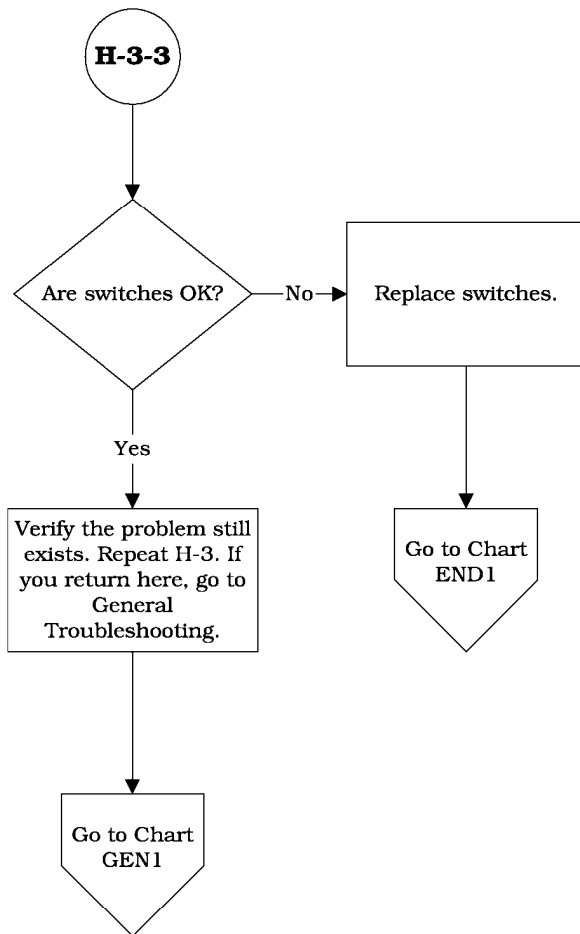 H-3-3
Are switches OK?
No
Replace switches.
Yes
Verify the problem still
exists. Repeat H-3. If
you return here, go to
General
Troubleshooting.
Go to Chart
END1
Go to Chart
GEN1